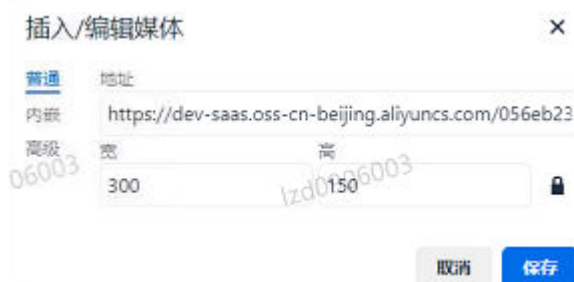 插入/编辑媒体
普通 地址
内嵌 https://dev-saas.oss-cn-beijing.aliyuncs.com/056eb23
高级 宽 高
06003
300 150
lzd0006003
取消 保存